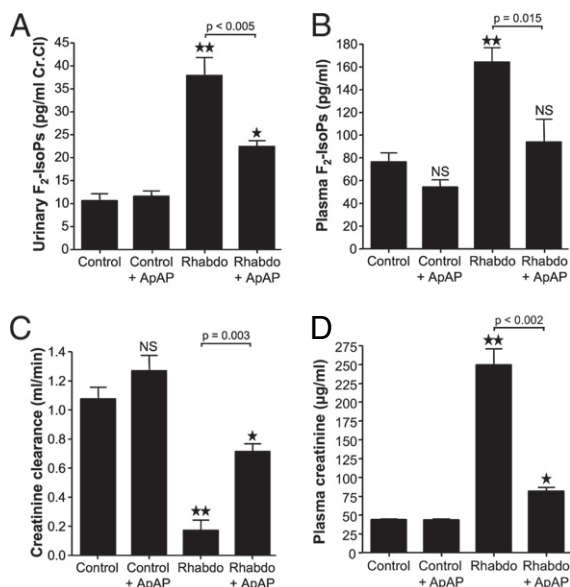 A
p < 0.005
★★
★
Urinary F₂-IsoPs (pg/ml Cr.Cl)
45
40
35
30
25
20
15
10
5
0
Control
Control
+ ApAP
Rhabdo
Rhabdo
+ ApAP
B
p = 0.015
★★
NS
NS
Plasma F₂-IsoPs (pg/ml)
180
160
140
120
100
80
60
40
20
0
Control
Control
+ ApAP
Rhabdo
Rhabdo
+ ApAP
C
p = 0.003
NS
★★
★
Creatinine clearance (ml/min)
1.4
1.2
1.0
0.8
0.6
0.4
0.2
0.0
Control
Control
+ ApAP
Rhabdo
Rhabdo
+ ApAP
D
p < 0.002
★★
★
Plasma creatinine (µg/ml)
275
250
225
200
175
150
125
100
75
50
25
0
Control
Control
+ ApAP
Rhabdo
Rhabdo
+ ApAP